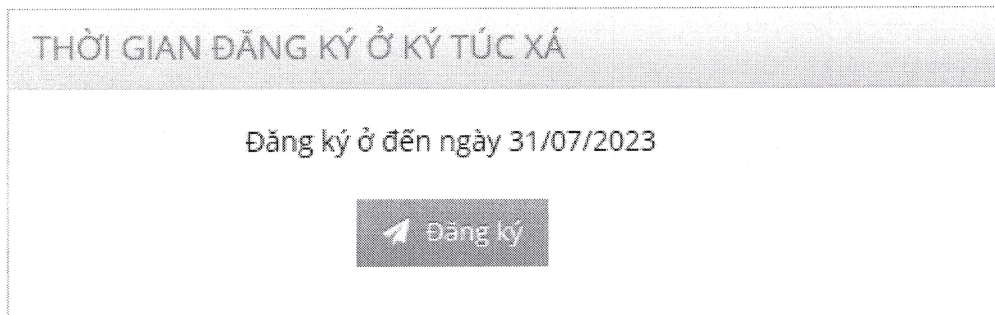 THỜI GIAN ĐĂNG KÝ Ở KÝ TÚC XÁ
Đăng ký ở đến ngày 31/07/2023
Đăng ký